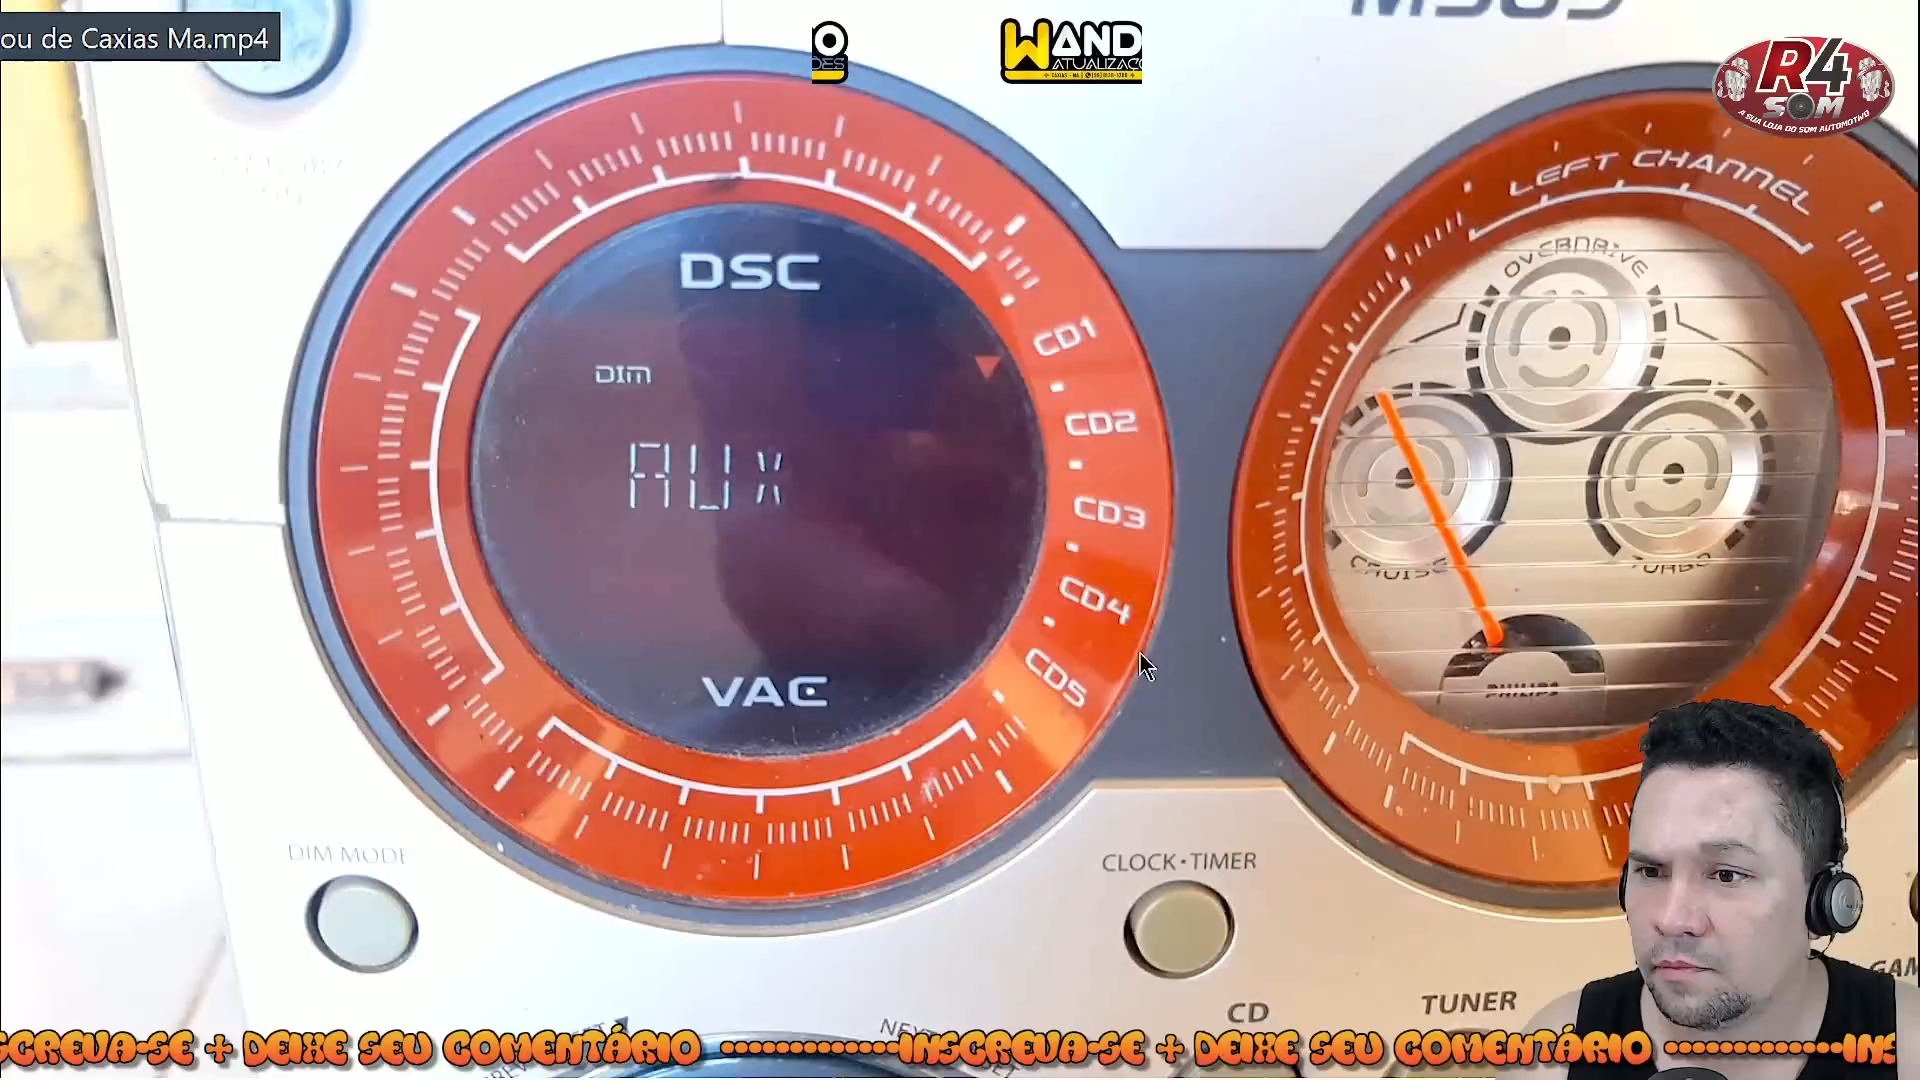 ou de Caxias Ma.mp4
WAND
ATUALIZAÇÕ
R4
SOM
A SUA LOJA DO SOM AUTOMOTIVO
LEFT CHANNEL
OVERDRIVE
CRUISE
TURBO
PHILIPS
DSC
DIM
AUX
VAC
CD1
CD2
CD3
CD4
CD5
DIM MODE
CLOCK•TIMER
CD
TUNER
GAM
SCREVA-SE + DEIXE SEU COMENTÁRIO -------------INSCREVA-SE + DEIXE SEU COMENTÁRIO -------------INS